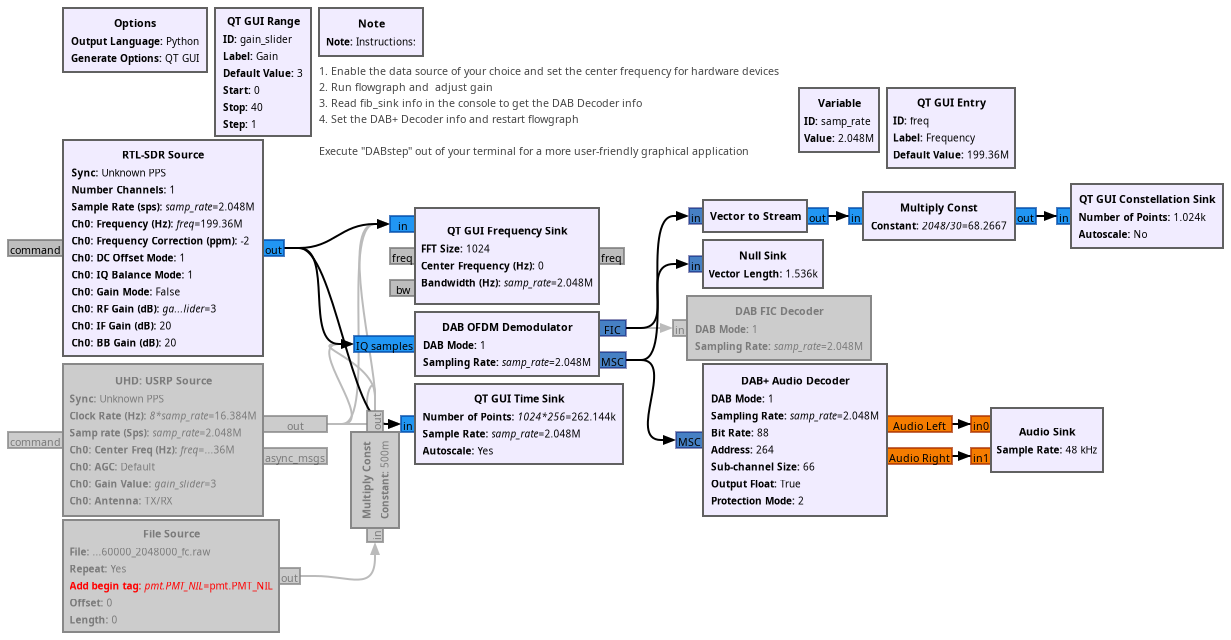 Options
Output Language: Python
Generate Options: QT GUI
QT GUI Range
ID: gain_slider
Label: Gain
Default Value: 3
Start: 0
Stop: 40
Step: 1
Note
Note: Instructions:
1. Enable the data source of your choice and set the center frequency for hardware devices
2. Run flowgraph and  adjust gain
3. Read fib_sink info in the console to get the DAB Decoder info
4. Set the DAB+ Decoder info and restart flowgraph
Execute "DABstep" out of your terminal for a more user-friendly graphical application
Variable
ID: samp_rate
Value: 2.048M
QT GUI Entry
ID: freq
Label: Frequency
Default Value: 199.36M
RTL-SDR Source
Sync: Unknown PPS
Number Channels: 1
Sample Rate (sps): samp_rate=2.048M
Ch0: Frequency (Hz): freq=199.36M
Ch0: Frequency Correction (ppm): -2
Ch0: DC Offset Mode: 1
Ch0: IQ Balance Mode: 1
Ch0: Gain Mode: False
Ch0: RF Gain (dB): ga...lider=3
Ch0: IF Gain (dB): 20
Ch0: BB Gain (dB): 20
command
out
in
freq
bw
QT GUI Frequency Sink
FFT Size: 1024
Center Frequency (Hz): 0
Bandwidth (Hz): samp_rate=2.048M
freq
in
Vector to Stream
out
in
Multiply Const
Constant: 2048/30=68.2667
out
in
QT GUI Constellation Sink
Number of Points: 1.024k
Autoscale: No
in
Null Sink
Vector Length: 1.536k
IQ samples
DAB OFDM Demodulator
DAB Mode: 1
Sampling Rate: samp_rate=2.048M
FIC
MSC
in
DAB FIC Decoder
DAB Mode: 1
Sampling Rate: samp_rate=2.048M
UHD: USRP Source
Sync: Unknown PPS
Clock Rate (Hz): 8*samp_rate=16.384M
Samp rate (Sps): samp_rate=2.048M
Ch0: Center Freq (Hz): freq=...36M
Ch0: AGC: Default
Ch0: Gain Value: gain_slider=3
Ch0: Antenna: TX/RX
command
out
async_msgs
in
QT GUI Time Sink
Number of Points: 1024*256=262.144k
Sample Rate: samp_rate=2.048M
Autoscale: Yes
out
Multiply Const
Constant: 500m
in
MSC
DAB+ Audio Decoder
DAB Mode: 1
Sampling Rate: samp_rate=2.048M
Bit Rate: 88
Address: 264
Sub-channel Size: 66
Output Float: True
Protection Mode: 2
Audio Left
Audio Right
in0
in1
Audio Sink
Sample Rate: 48 kHz
File Source
File: ...60000_2048000_fc.raw
Repeat: Yes
Add begin tag: pmt.PMT_NIL=pmt.PMT_NIL
Offset: 0
Length: 0
out